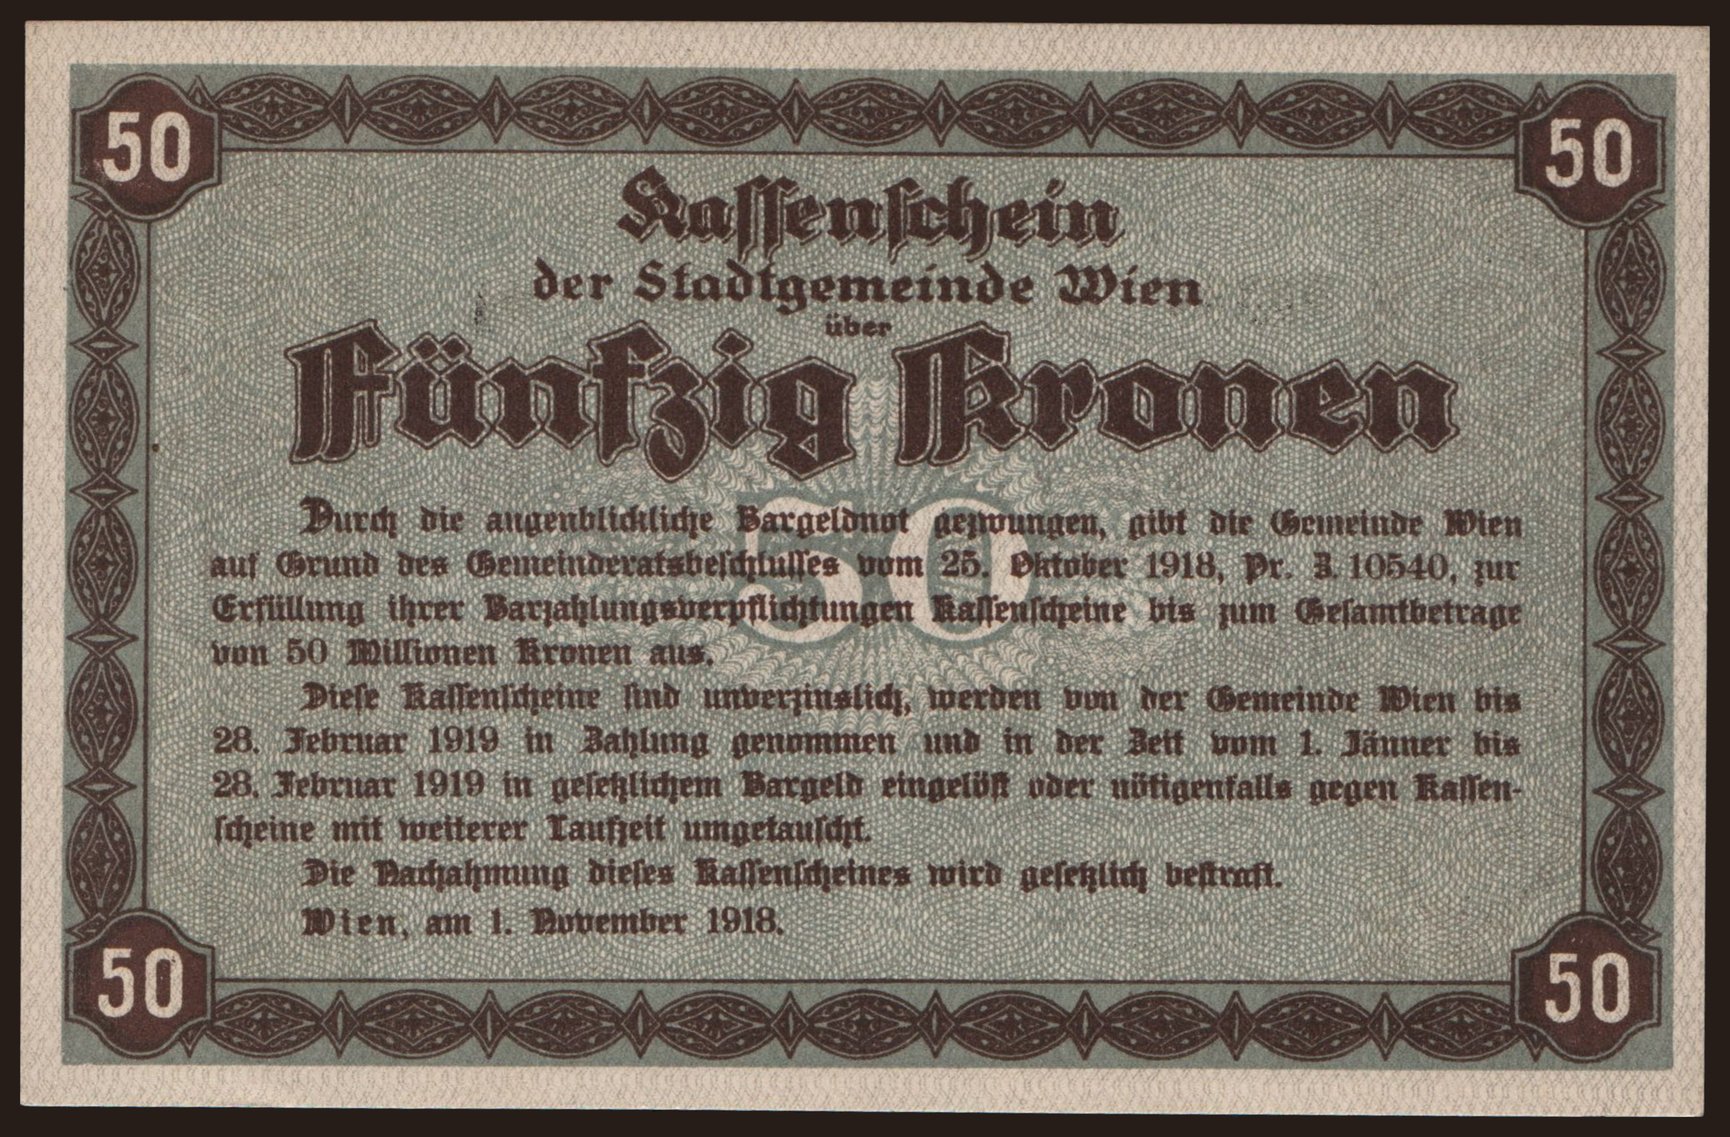 50
50
Kassenschein
der Stadtgemeinde Wien
über
Fünfzig Kronen
50
Durch die augenblickliche Bargeldnot gezwungen, gibt die Gemeinde Wien
auf Grund des Gemeinderatsbeschlusses vom 25. Oktober 1918, Pr. Z. 10540, zur
Erfüllung ihrer Barzahlungsverpflichtungen Kassenscheine bis zum Gesamtbetrage
von 50 Millionen Kronen aus.
Diese Kassenscheine sind unverzinslich, werden von der Gemeinde Wien bis
28. Februar 1919 in Zahlung genommen und in der Zeit vom 1. Jänner bis
28. Februar 1919 in gesetzlichem Bargeld eingelöst oder nötigenfalls gegen Kassen-
scheine mit weiterer Laufzeit umgetauscht.
Die Nachahmung dieses Kassenscheines wird gesetzlich bestraft.
Wien, am 1. November 1918.
50
50